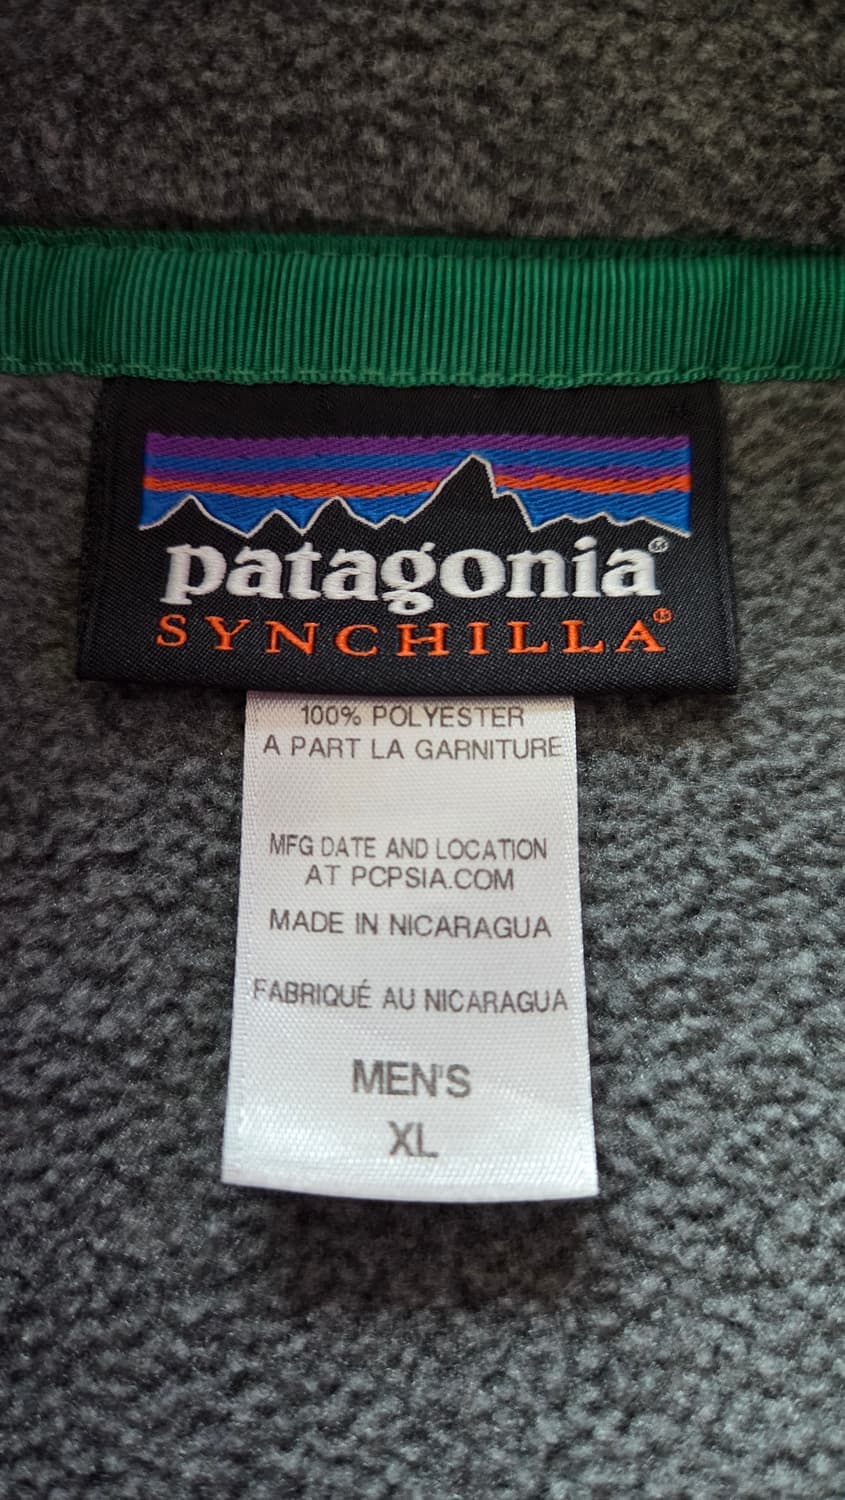 patagonia®
SYNCHILLA®
100% POLYESTER
A PART LA GARNITURE
MFG DATE AND LOCATION
AT PCPSIA.COM
MADE IN NICARAGUA
FABRIQUÉ AU NICARAGUA
MEN'S
XL